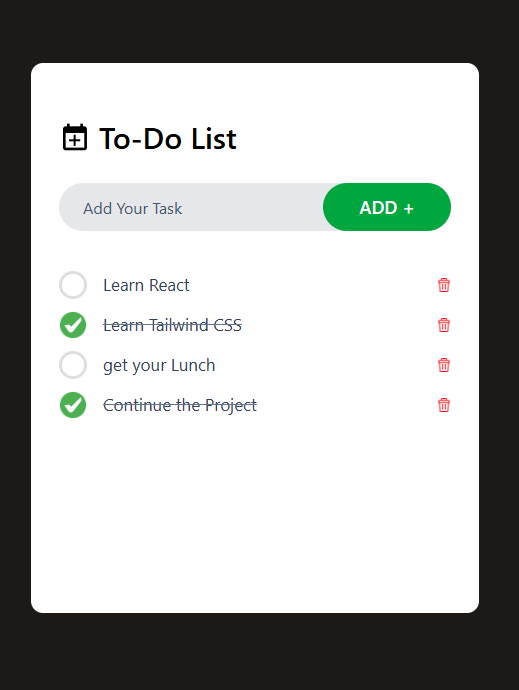 To-Do List
Add Your Task
ADD +
Learn React
Learn Tailwind CSS
get your Lunch
Continue the Project